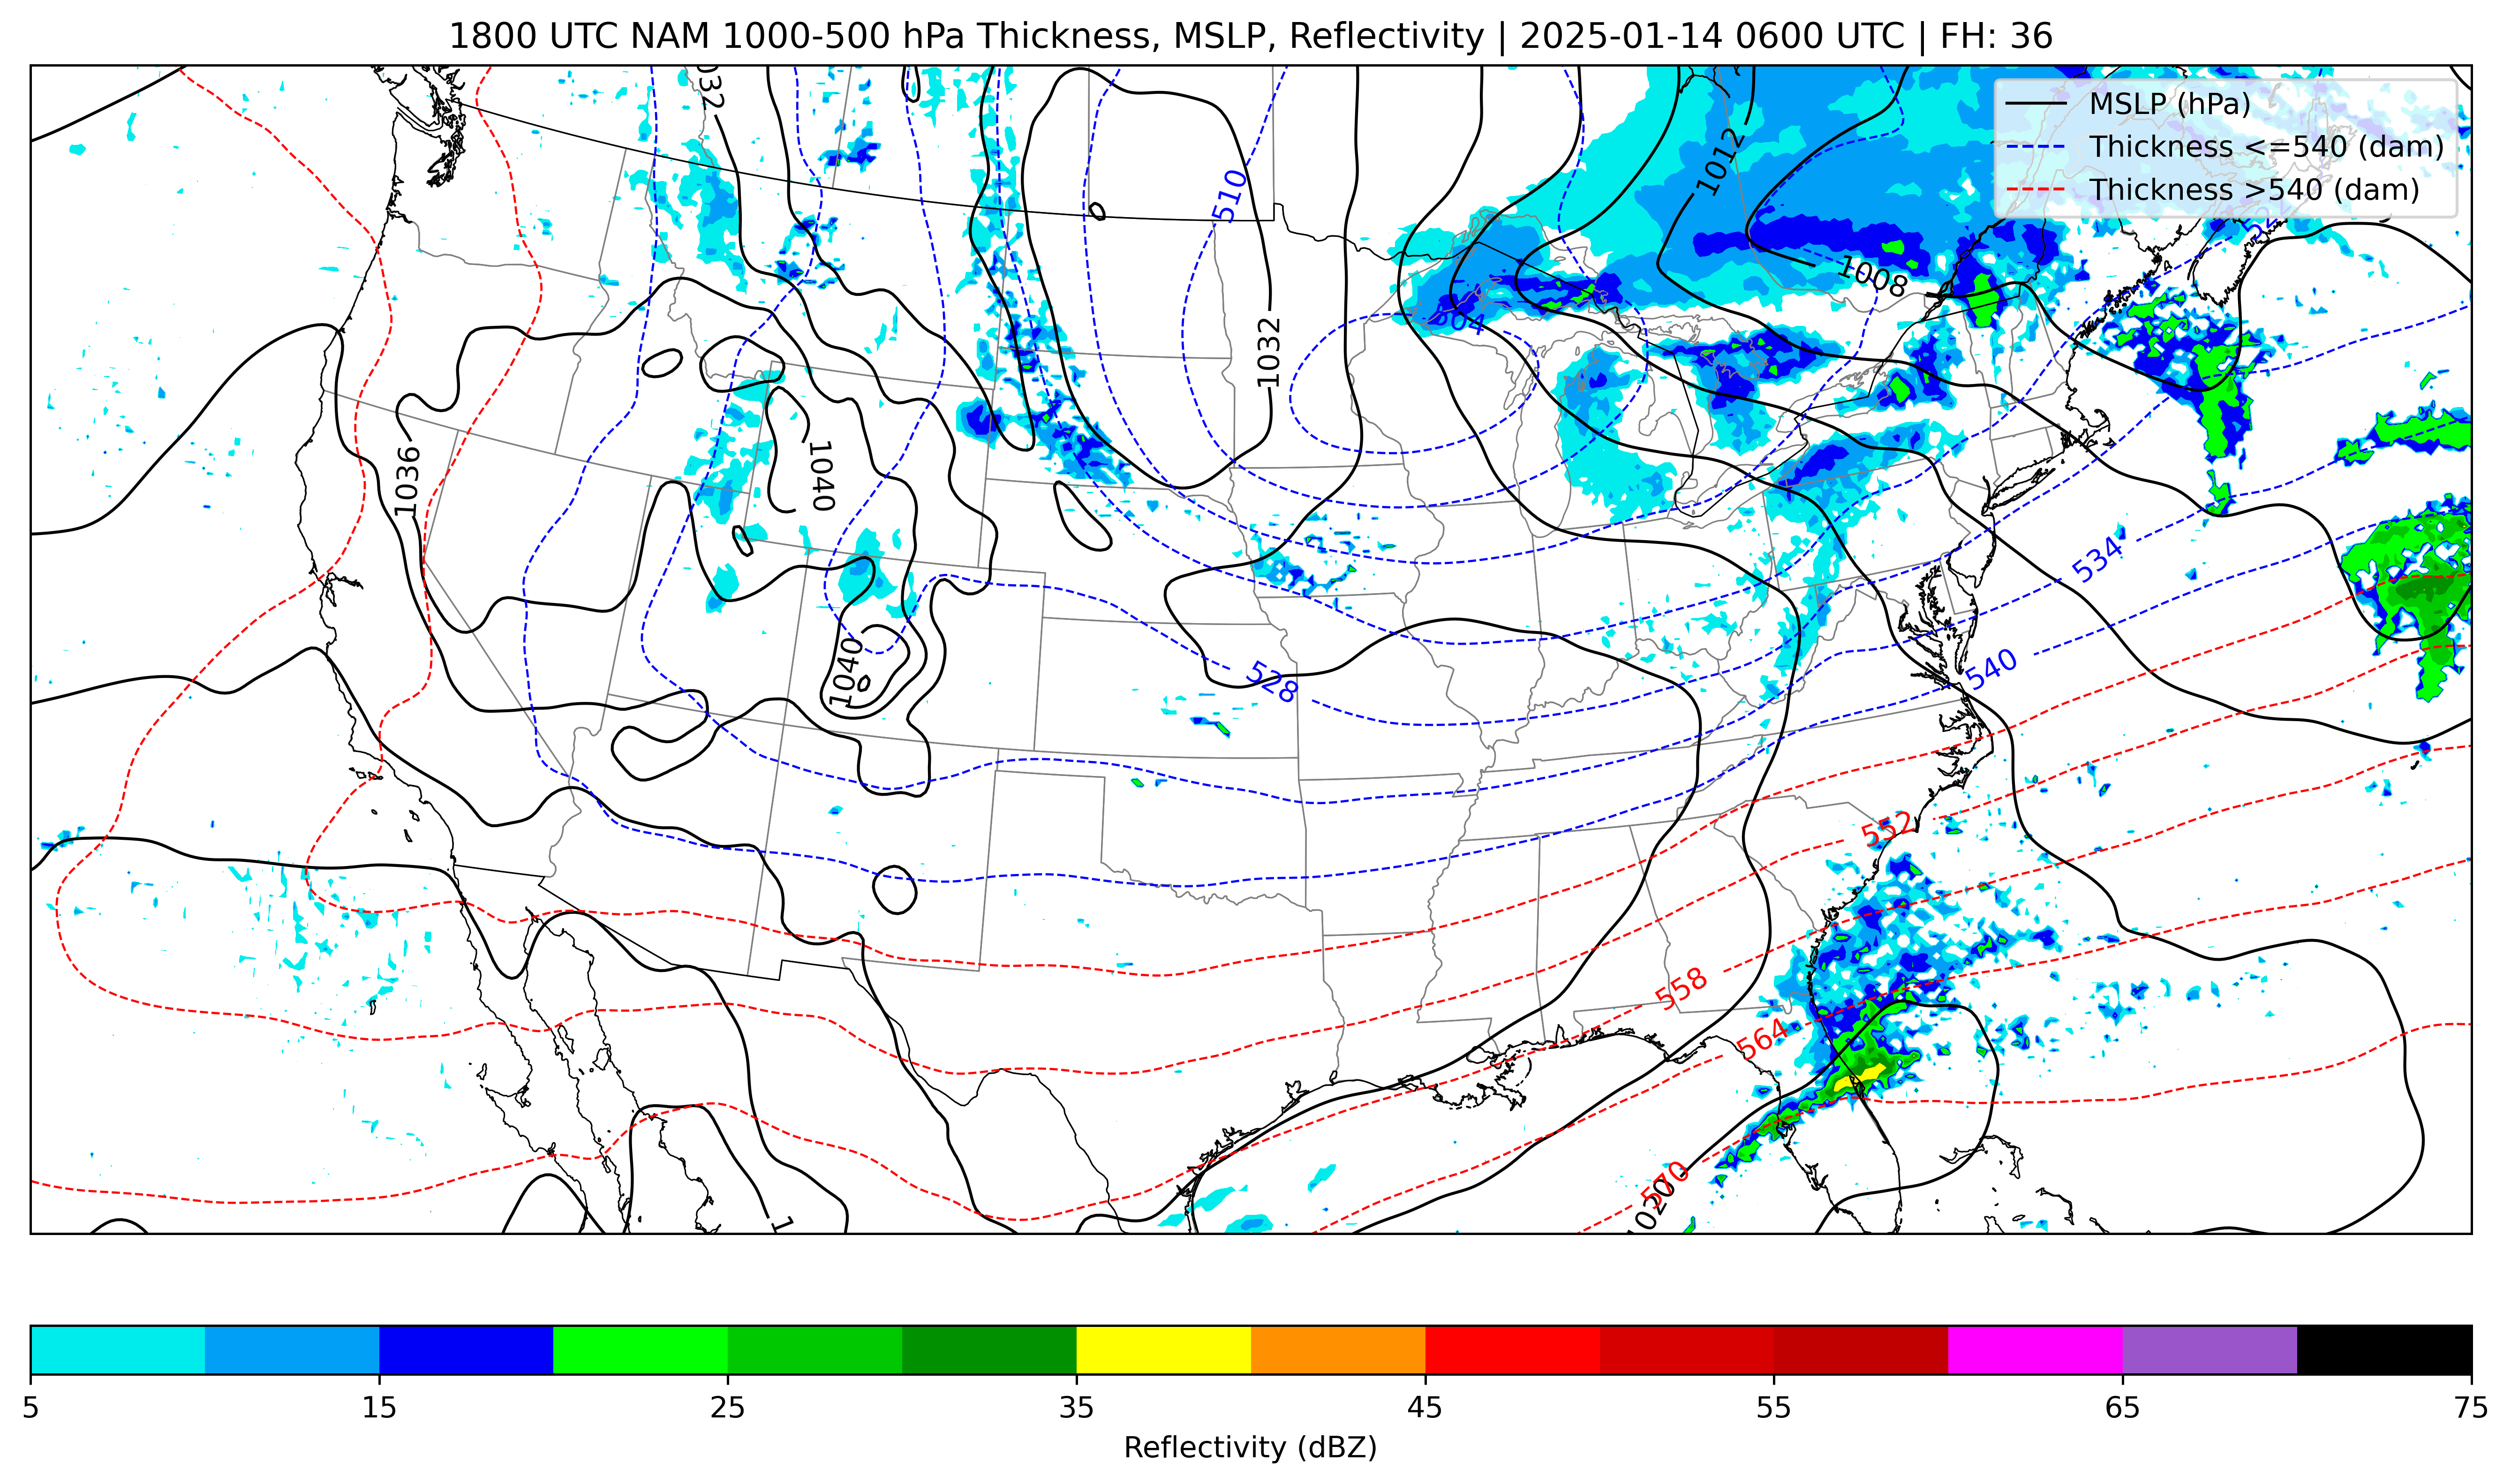 1800 UTC NAM 1000-500 hPa Thickness, MSLP, Reflectivity | 2025-01-14 0600 UTC | FH: 36
MSLP (hPa)
Thickness <=540 (dam)
Thickness >540 (dam)
1012
510
1008
504
1032
1036
1040
534
1040
528
540
552
558
564
570
1020
5 15 25 35 45 55 65 75
Reflectivity (dBZ)